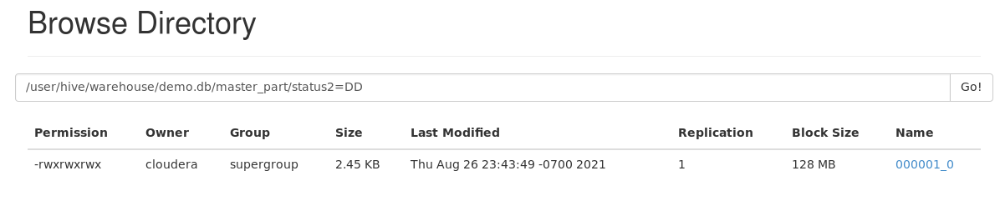 Browse Directory
/user/hive/warehouse/demo.db/master_part/status2=DD Go!
Permission Owner Group Size Last Modified Replication Block Size Name
-rwxrwxrwx cloudera supergroup 2.45 KB Thu Aug 26 23:43:49 -0700 2021 1 128 MB 000001_0